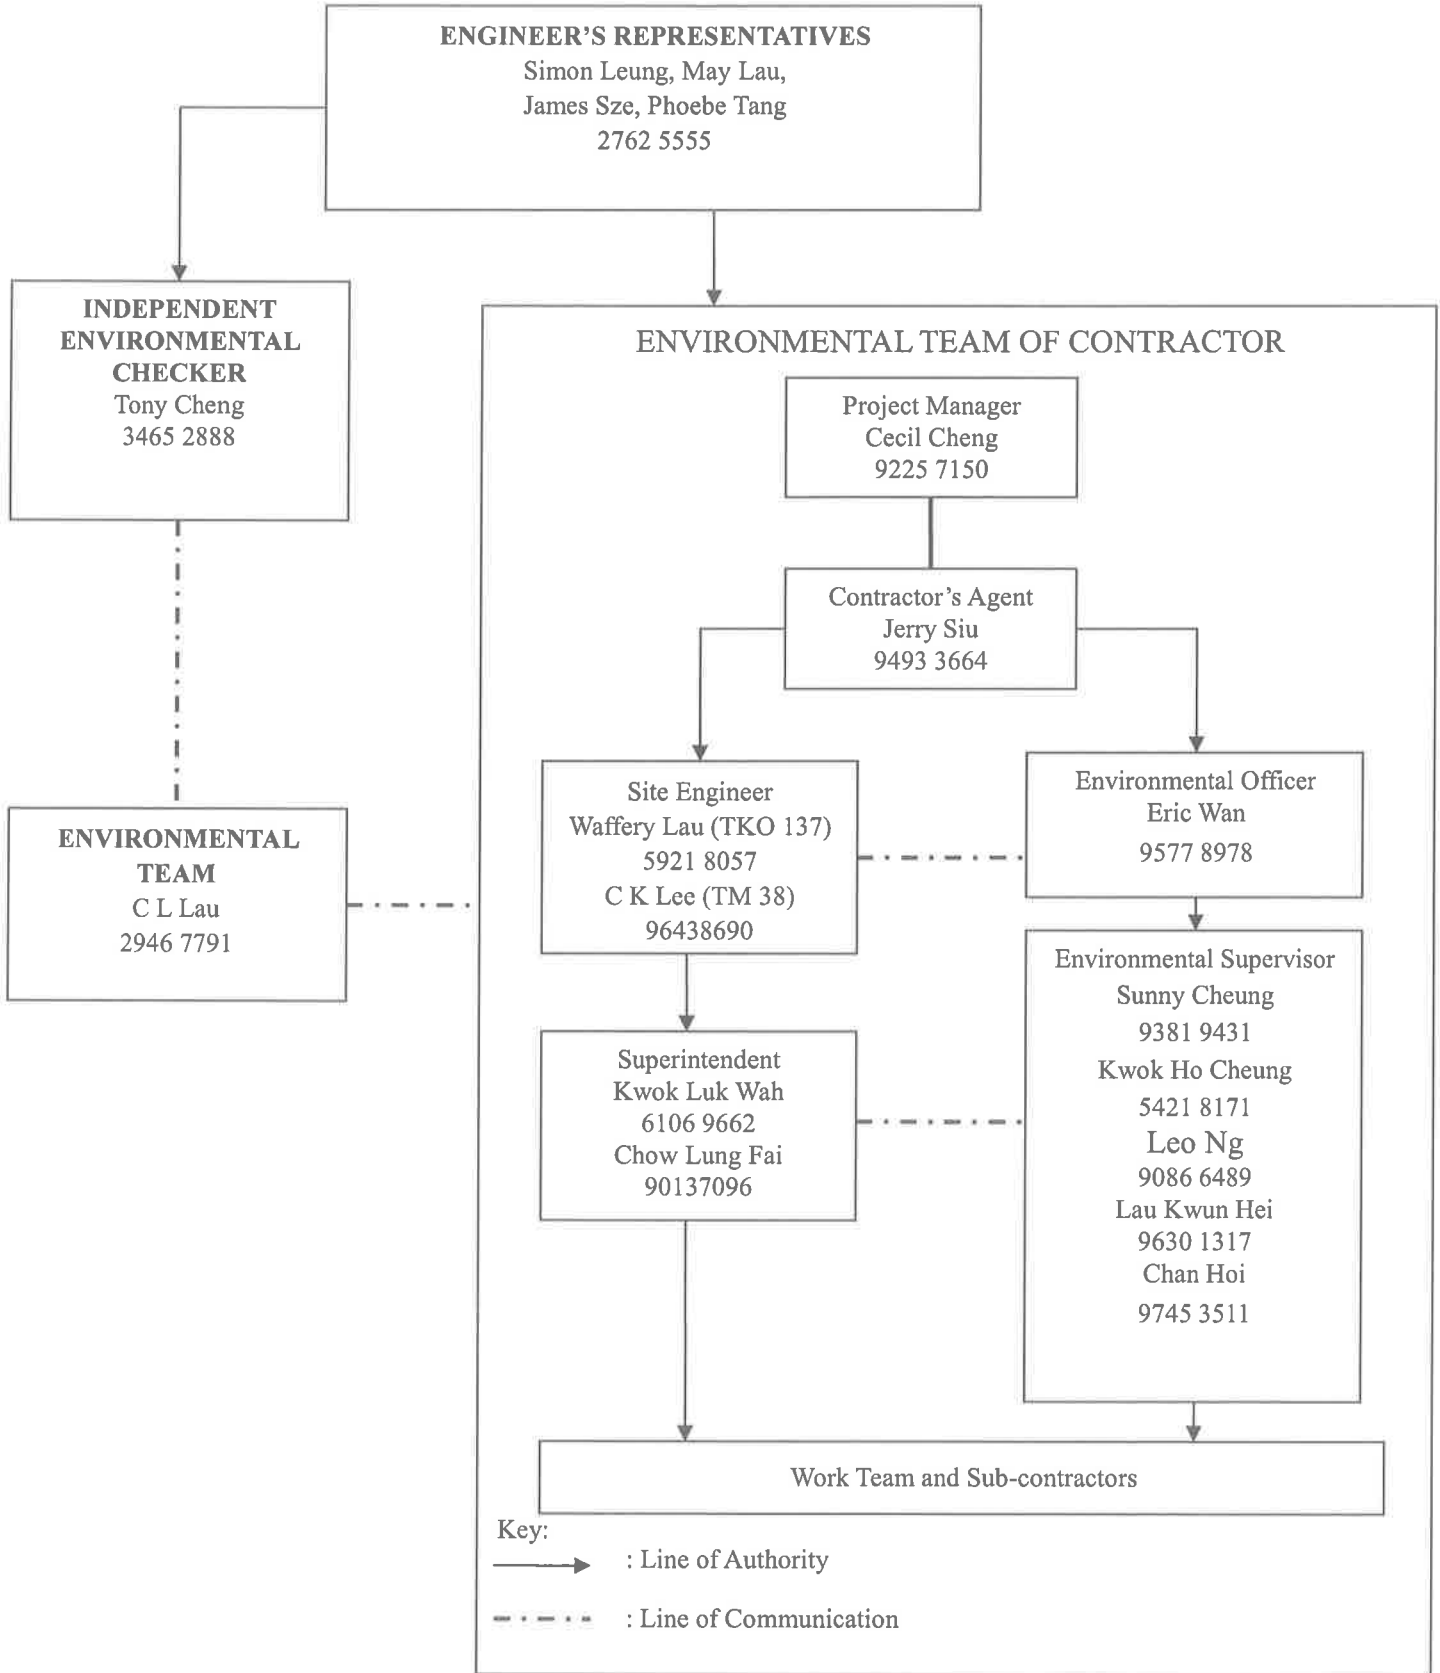 ENGINEER'S REPRESENTATIVES
Simon Leung, May Lau,
James Sze, Phoebe Tang
2762 5555
INDEPENDENT
ENVIRONMENTAL
CHECKER
Tony Cheng
3465 2888
ENVIRONMENTAL
TEAM
C L Lau
2946 7791
ENVIRONMENTAL TEAM OF CONTRACTOR
Project Manager
Cecil Cheng
9225 7150
Contractor's Agent
Jerry Siu
9493 3664
Site Engineer
Waffery Lau (TKO 137)
5921 8057
C K Lee (TM 38)
96438690
Environmental Officer
Eric Wan
9577 8978
Superintendent
Kwok Luk Wah
6106 9662
Chow Lung Fai
90137096
Environmental Supervisor
Sunny Cheung
9381 9431
Kwok Ho Cheung
5421 8171
Leo Ng
9086 6489
Lau Kwun Hei
9630 1317
Chan Hoi
9745 3511
Work Team and Sub-contractors
Key:
: Line of Authority
: Line of Communication